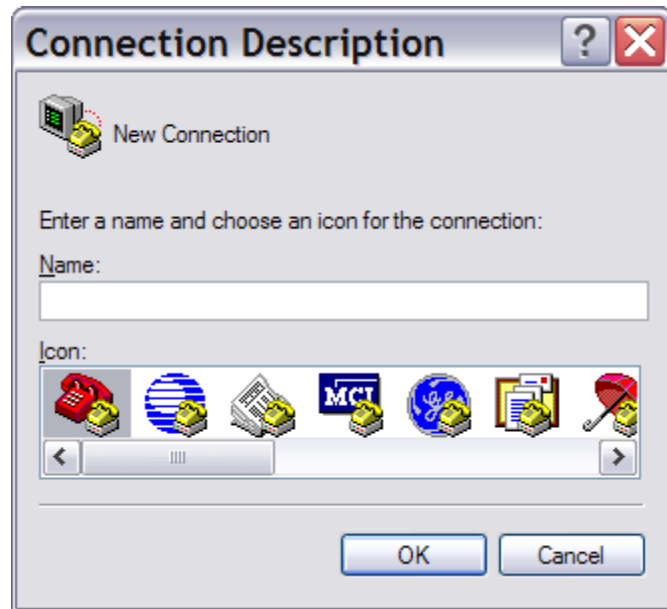 Connection Description
New Connection
Enter a name and choose an icon for the connection:
Name:
Icon:
MCI
OK Cancel